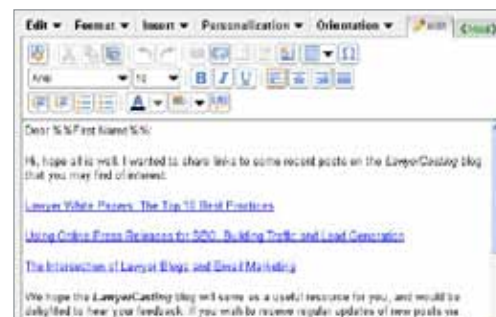 Edit Format Insert Personalization Orientation Edit
Arial 10
B I U
A
Dear %%First Name%%:
Hi, hope all is well. I wanted to share links to some recent posts on the LawyerCasting blog
that you may find of interest:
Lawyer White Papers: The Top 10 Best Practices
Using Online Press Releases for SEO, Building Traffic and Lead Generation
The Intersection of Lawyer Blogs and Email Marketing
We hope the LawyerCasting blog will serve as a useful resource for you, and would be
delighted to hear your feedback. If you wish to receive regular updates of new posts via